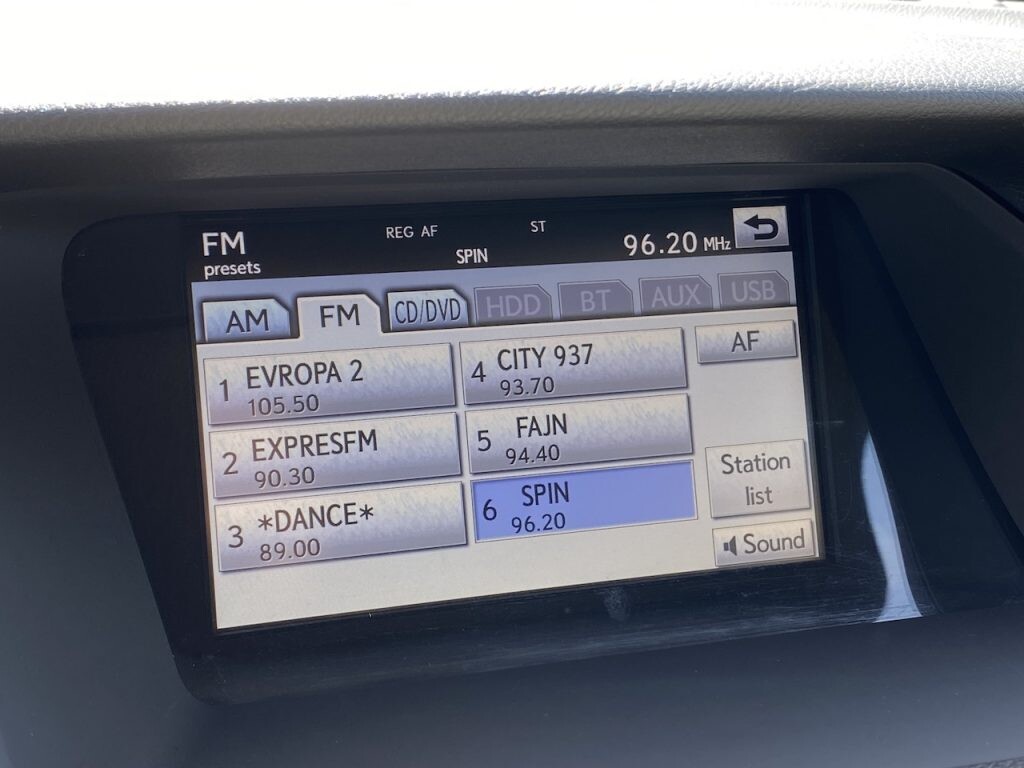 FM
presets
REG AF
ST
SPIN
96.20 MHz
AM
FM
CD/DVD
HDD
BT
AUX
USB
1 EVROPA 2
105.50
4 CITY 937
93.70
AF
2 EXPRESFM
90.30
5 FAJN
94.40
3 *DANCE*
89.00
6 SPIN
96.20
Station
list
Sound